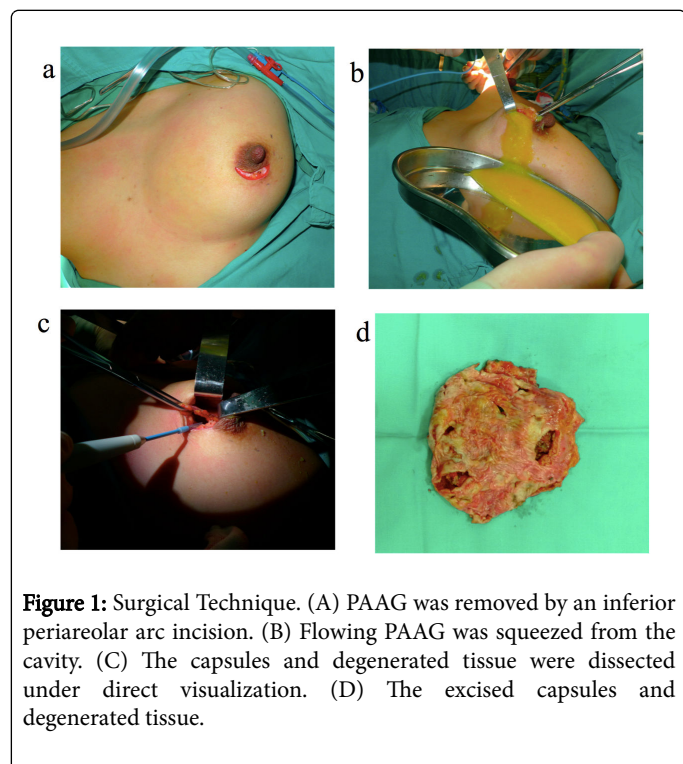 a
b
c
d
Figure 1: Surgical Technique. (A) PAAG was removed by an inferior
periareolar arc incision. (B) Flowing PAAG was squeezed from the
cavity. (C) The capsules and degenerated tissue were dissected
under direct visualization. (D) The excised capsules and
degenerated tissue.